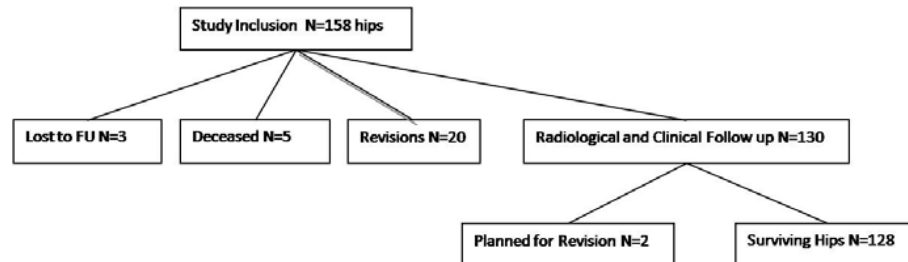 Study Inclusion N=158 hips
Lost to FU N=3
Deceased N=5
Revisions N=20
Radiological and Clinical Follow up N=130
Planned for Revision N=2
Surviving Hips N=128